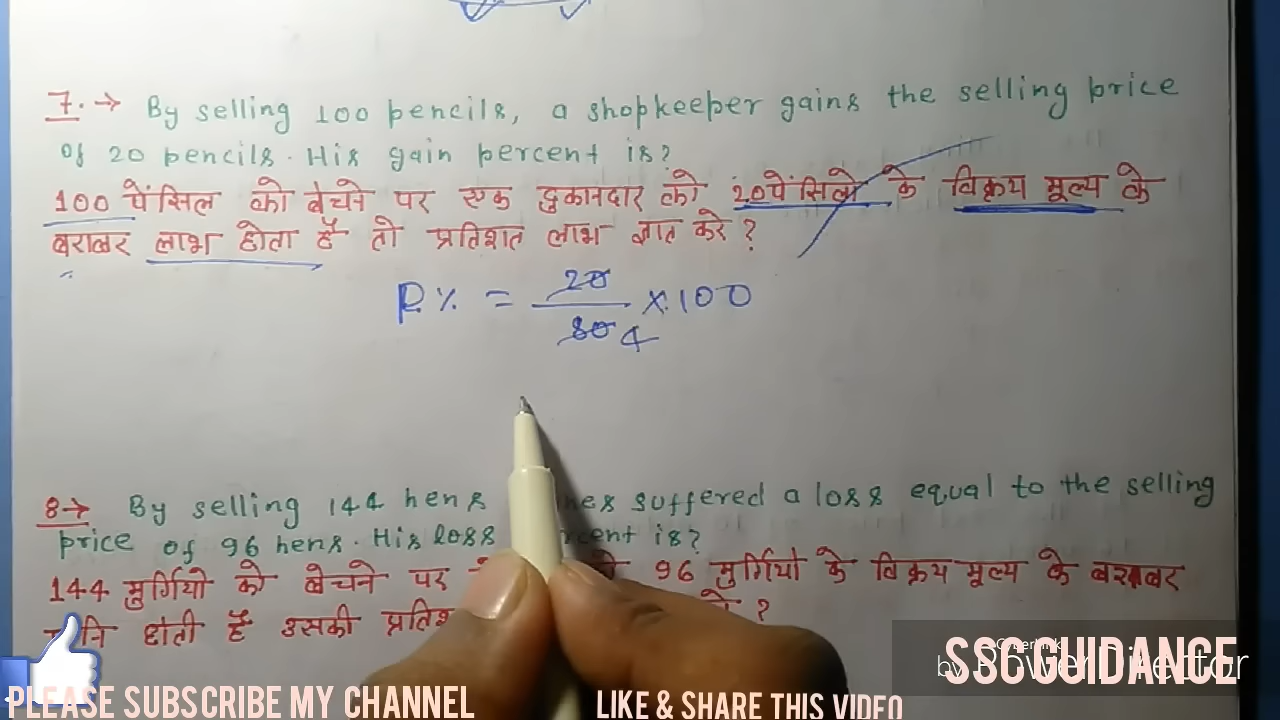 7.→ By selling 100 pencils, a shopkeeper gains the selling price
of 20 pencils. His gain percent is?
100 पेंसिल को बेचने पर एक दुकानदार को 20 पेंसिलो के विक्रय मूल्य के
बराबर लाभ होता है तो प्रतिशत लाभ ज्ञात करे?
P.% = 20/80 4 ×100
8→ By selling 144 hens suffered a loss equal to the selling
price of 96 hens. His loss is?
144 मुर्गियो को बेचने पर 96 मुर्गियो के विक्रय मूल्य के बराबर
होती है उसकी ?
SSC GUIDANCE
by
PLEASE SUBSCRIBE MY CHANNEL
LIKE & SHARE THIS VIDEO